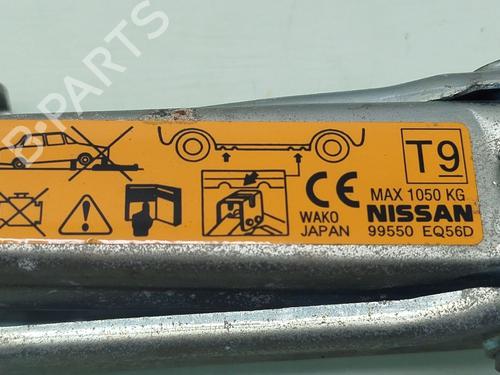 B-PARTS
T9
CE
MAX 1050 KG
WAKO NISSAN
JAPAN 99550 EQ56D